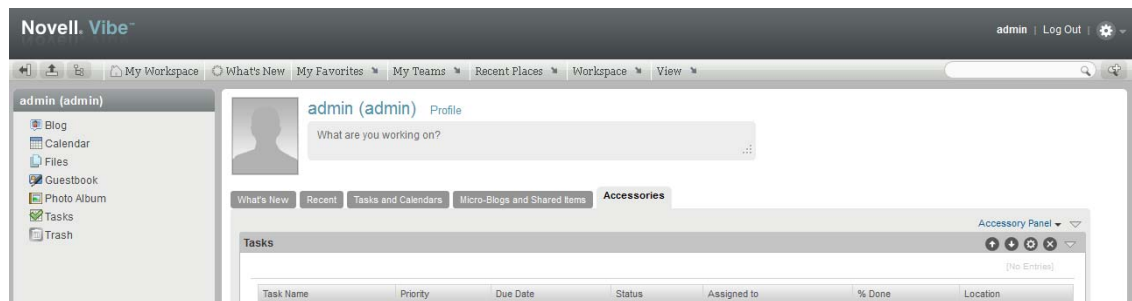 Novell. Vibe
admin | Log Out |
My Workspace What's New My Favorites My Teams Recent Places Workspace View
admin (admin)
Blog
Calendar
Files
Guestbook
Photo Album
Tasks
Trash
admin (admin) Profile
What are you working on?
What's New Recent Tasks and Calendars Micro-Blogs and Shared Items Accessories
Accessory Panel
Tasks
[No Entries]
Task Name Priority Due Date Status Assigned to % Done Location